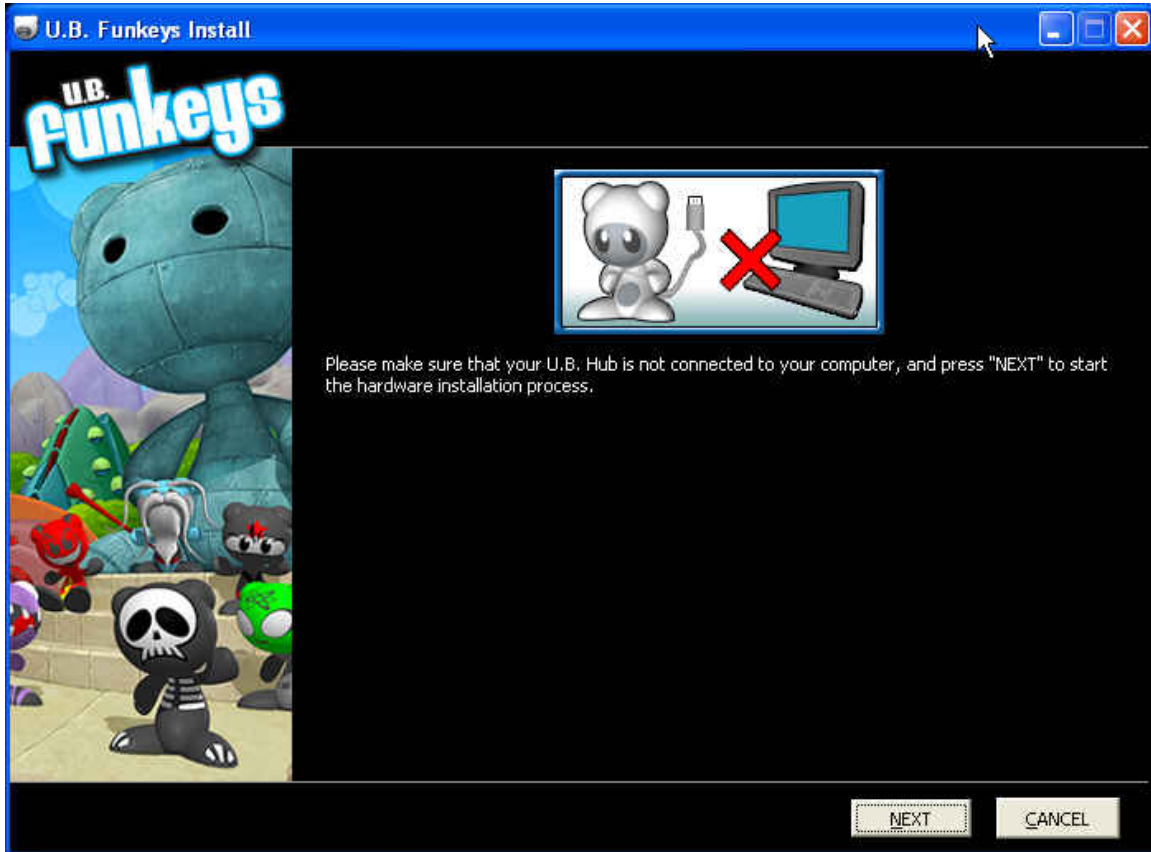 U.B. Funkeys Install
U.B.
funkeys
Please make sure that your U.B. Hub is not connected to your computer, and press "NEXT" to start
the hardware installation process.
NEXT
CANCEL